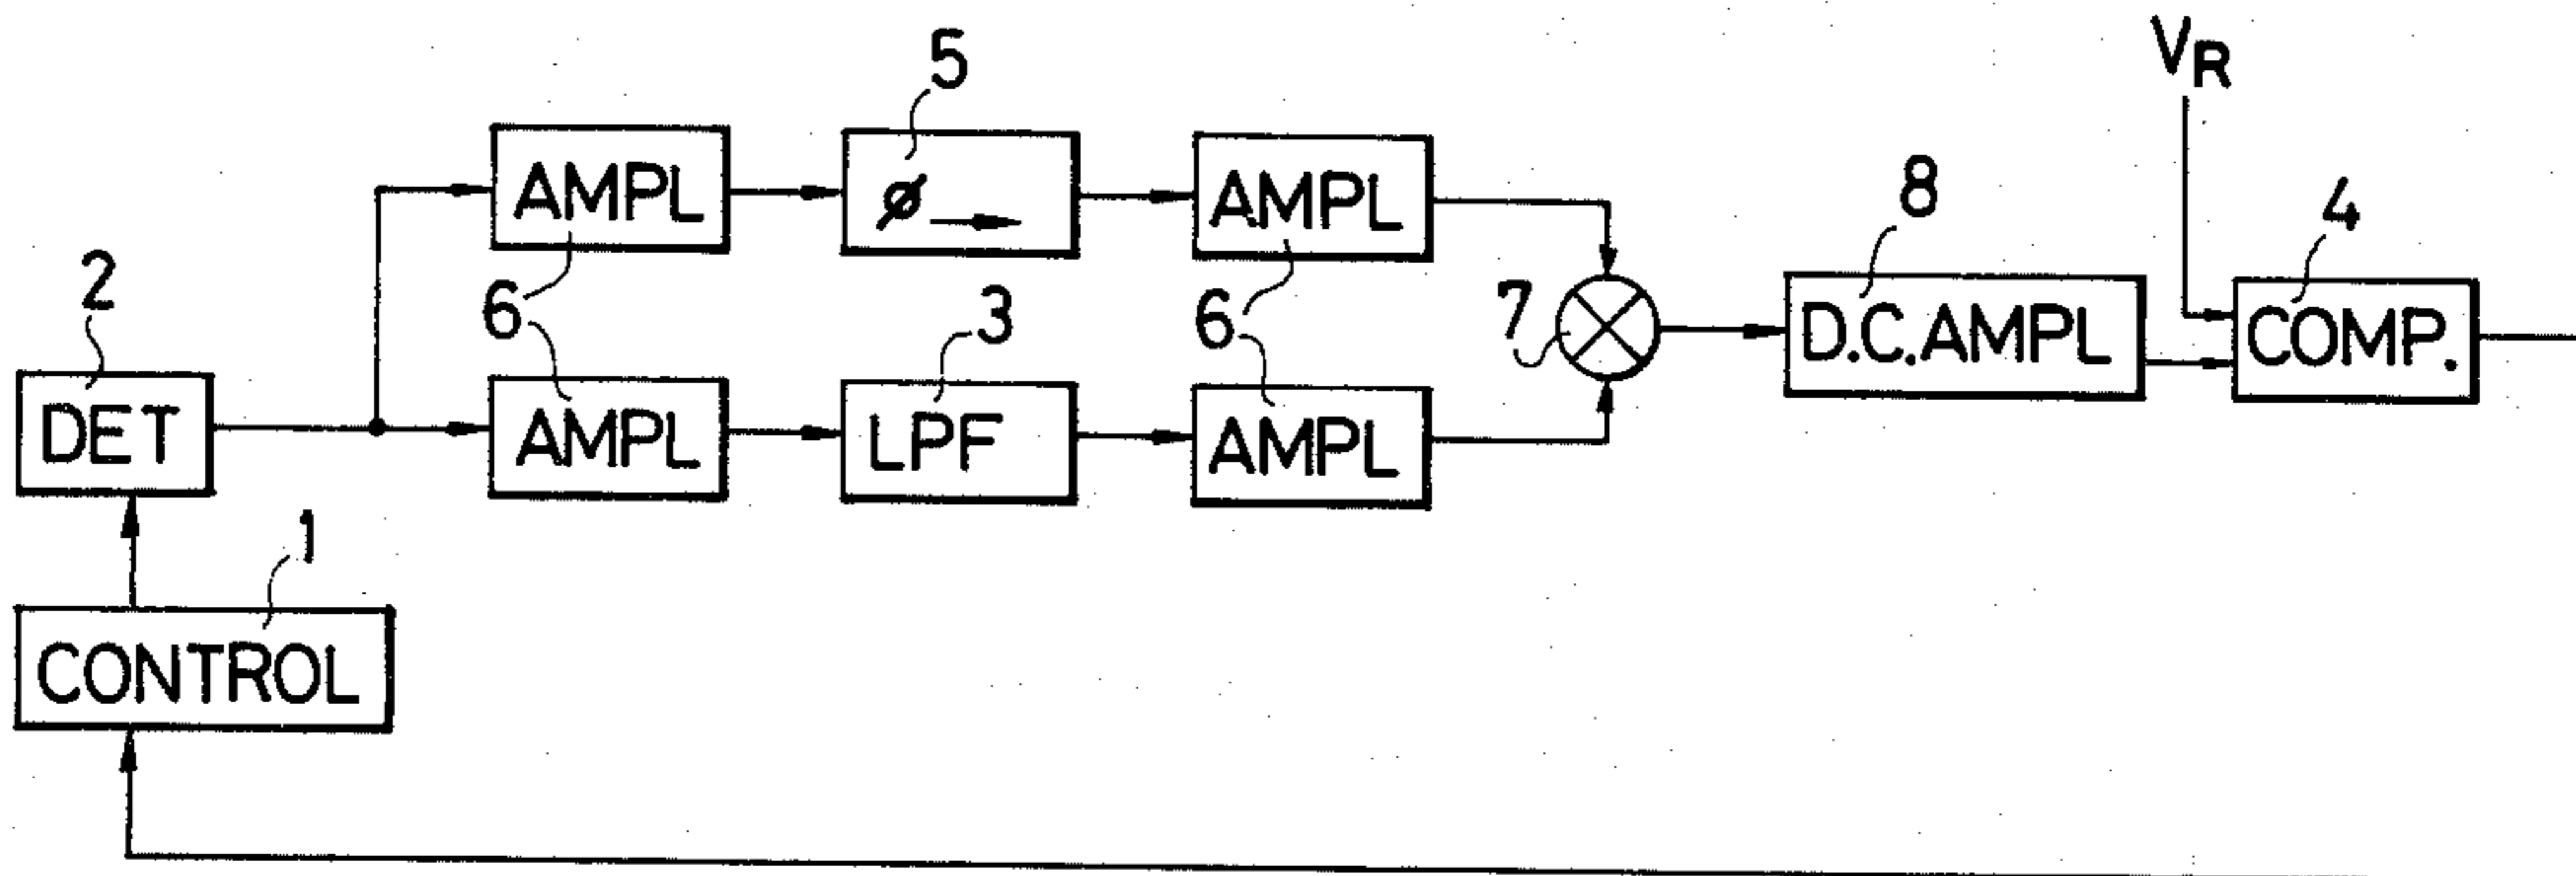 VR
5
AMPL
ø
AMPL
8
4
2
6
3
6
7
D.C.AMPL
COMP.
DET
AMPL
LPF
AMPL
1
CONTROL